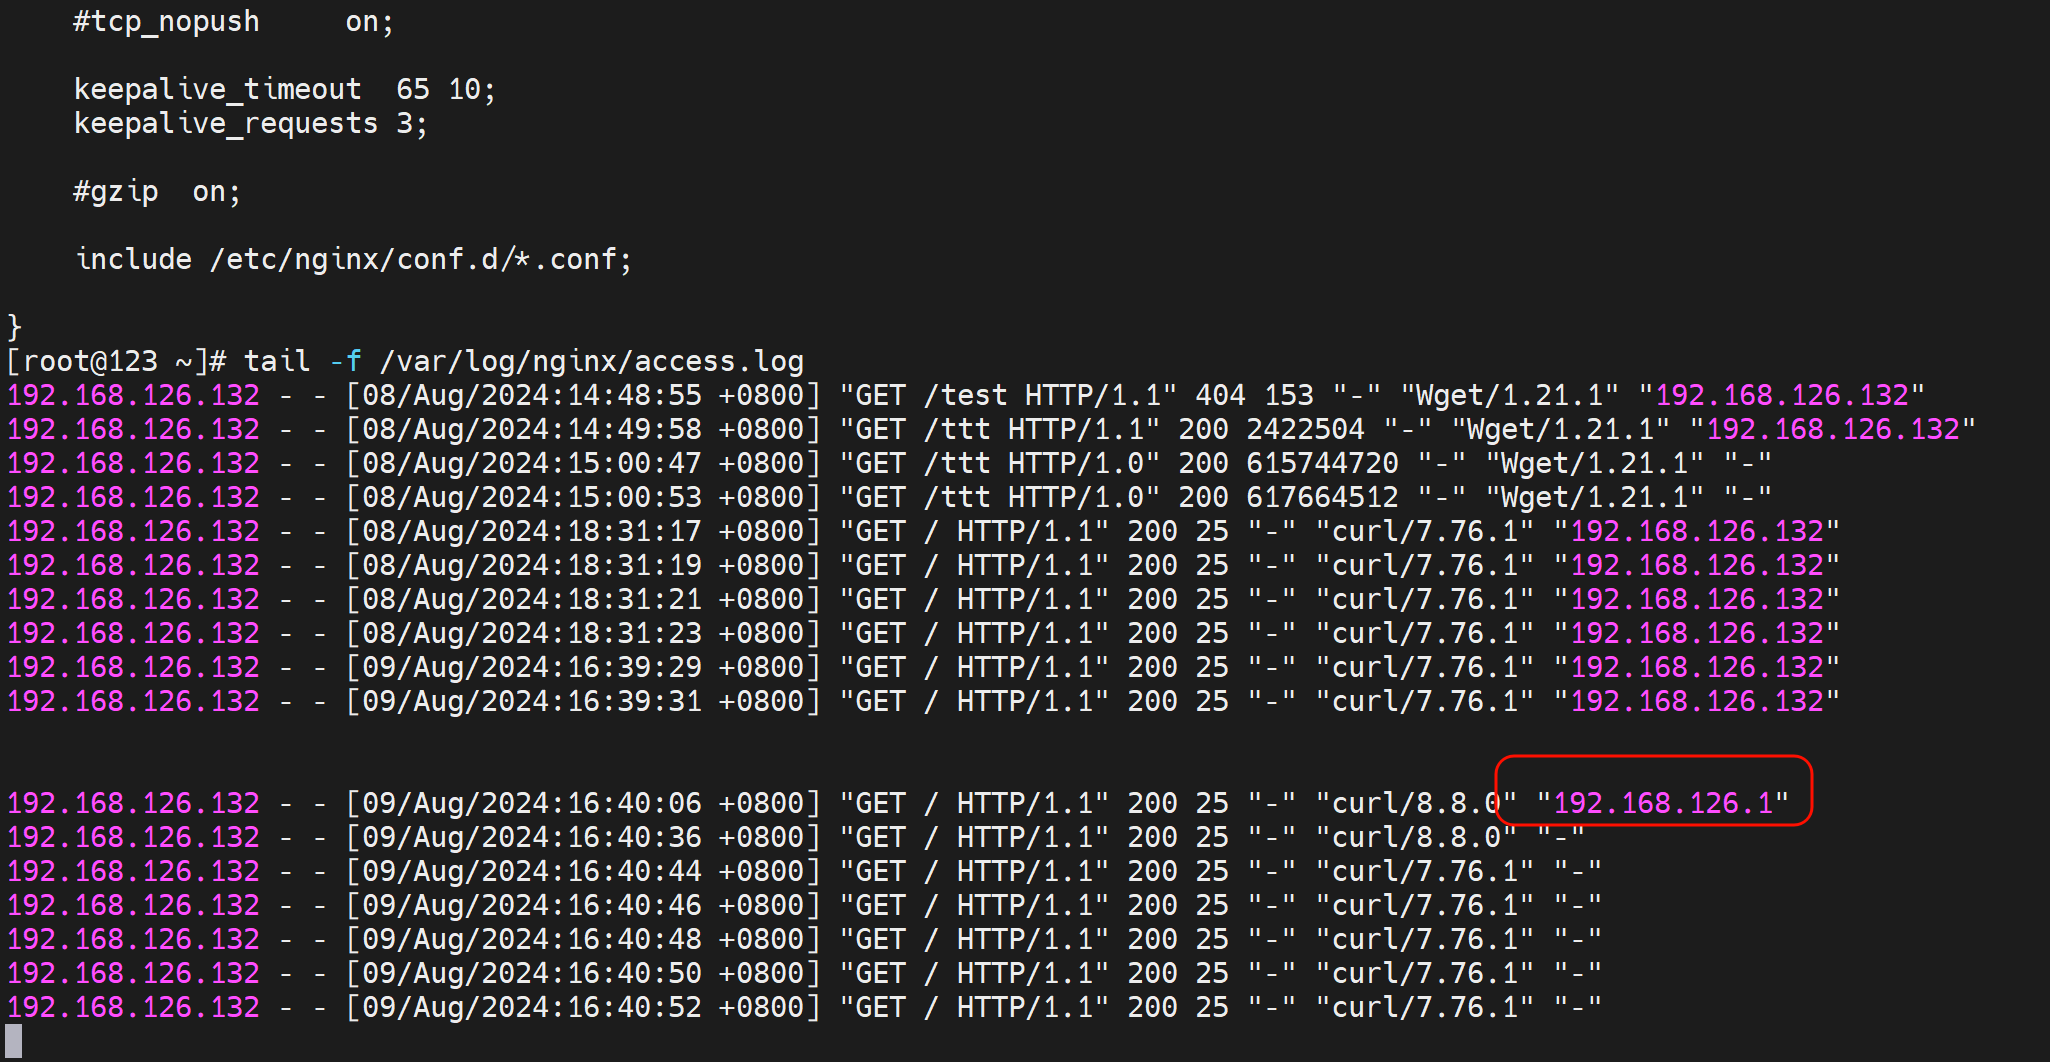 #tcp_nopush     on;
keepalive_timeout  65 10;
keepalive_requests 3;
#gzip  on;
include /etc/nginx/conf.d/*.conf;
}
[root@123 ~]# tail -f /var/log/nginx/access.log
192.168.126.132 - - [08/Aug/2024:14:48:55 +0800] "GET /test HTTP/1.1" 404 153 "-" "Wget/1.21.1" "192.168.126.132"
192.168.126.132 - - [08/Aug/2024:14:49:58 +0800] "GET /ttt HTTP/1.1" 200 2422504 "-" "Wget/1.21.1" "192.168.126.132"
192.168.126.132 - - [08/Aug/2024:15:00:47 +0800] "GET /ttt HTTP/1.0" 200 615744720 "-" "Wget/1.21.1" "-"
192.168.126.132 - - [08/Aug/2024:15:00:53 +0800] "GET /ttt HTTP/1.0" 200 617664512 "-" "Wget/1.21.1" "-"
192.168.126.132 - - [08/Aug/2024:18:31:17 +0800] "GET / HTTP/1.1" 200 25 "-" "curl/7.76.1" "192.168.126.132"
192.168.126.132 - - [08/Aug/2024:18:31:19 +0800] "GET / HTTP/1.1" 200 25 "-" "curl/7.76.1" "192.168.126.132"
192.168.126.132 - - [08/Aug/2024:18:31:21 +0800] "GET / HTTP/1.1" 200 25 "-" "curl/7.76.1" "192.168.126.132"
192.168.126.132 - - [08/Aug/2024:18:31:23 +0800] "GET / HTTP/1.1" 200 25 "-" "curl/7.76.1" "192.168.126.132"
192.168.126.132 - - [09/Aug/2024:16:39:29 +0800] "GET / HTTP/1.1" 200 25 "-" "curl/7.76.1" "192.168.126.132"
192.168.126.132 - - [09/Aug/2024:16:39:31 +0800] "GET / HTTP/1.1" 200 25 "-" "curl/7.76.1" "192.168.126.132"
192.168.126.132 - - [09/Aug/2024:16:40:06 +0800] "GET / HTTP/1.1" 200 25 "-" "curl/8.8.0" "192.168.126.1"
192.168.126.132 - - [09/Aug/2024:16:40:36 +0800] "GET / HTTP/1.1" 200 25 "-" "curl/8.8.0" "-"
192.168.126.132 - - [09/Aug/2024:16:40:44 +0800] "GET / HTTP/1.1" 200 25 "-" "curl/7.76.1" "-"
192.168.126.132 - - [09/Aug/2024:16:40:46 +0800] "GET / HTTP/1.1" 200 25 "-" "curl/7.76.1" "-"
192.168.126.132 - - [09/Aug/2024:16:40:48 +0800] "GET / HTTP/1.1" 200 25 "-" "curl/7.76.1" "-"
192.168.126.132 - - [09/Aug/2024:16:40:50 +0800] "GET / HTTP/1.1" 200 25 "-" "curl/7.76.1" "-"
192.168.126.132 - - [09/Aug/2024:16:40:52 +0800] "GET / HTTP/1.1" 200 25 "-" "curl/7.76.1" "-"